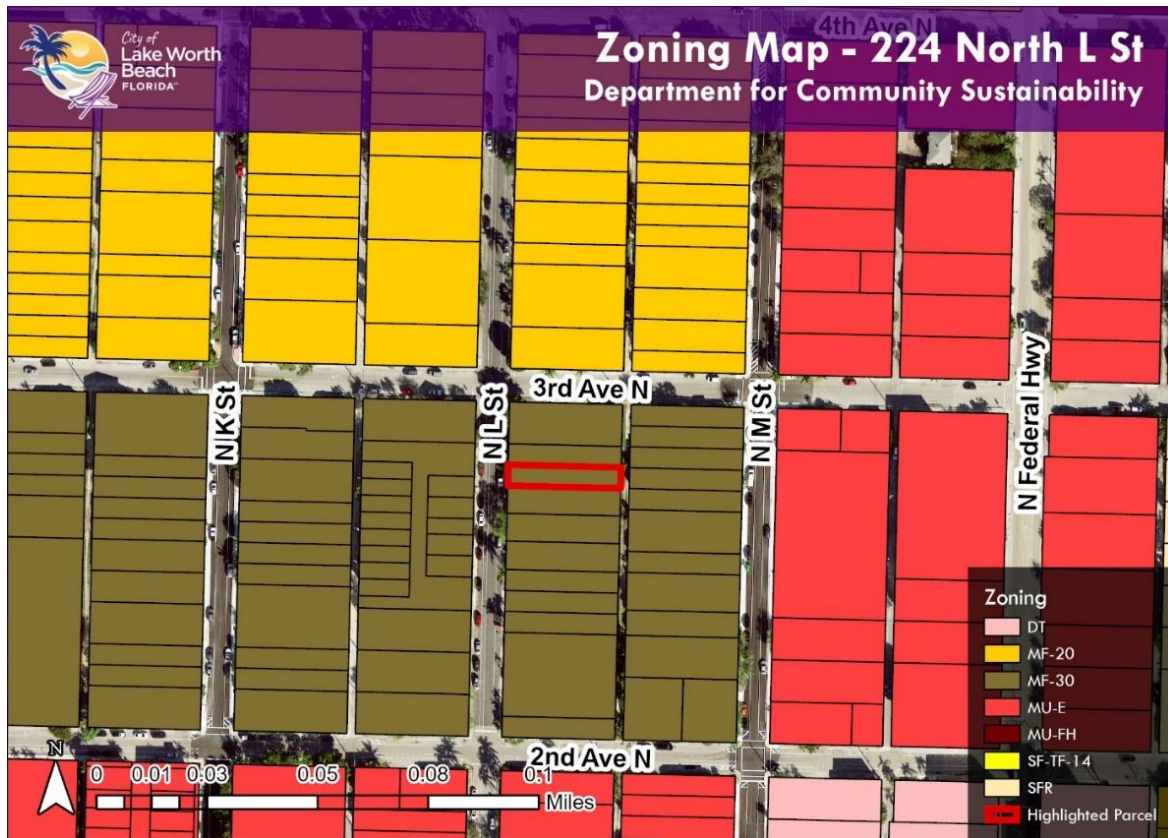 City of
Lake Worth
Beach
FLORIDA™
4th Ave N
Zoning Map - 224 North L St
Department for Community Sustainability
3rd Ave N
N K St
N L St
N M St
N Federal Hwy
2nd Ave N
N
0 0.01 0.03 0.05 0.08 0.1
Miles
Zoning
DT
MF-20
MF-30
MU-E
MU-FH
SF-TF-14
SFR
Highlighted Parcel